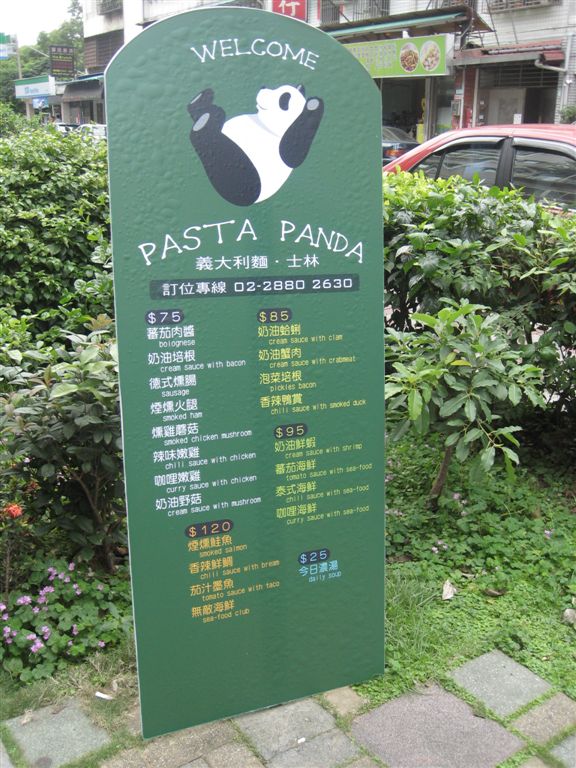 WELCOME
PASTA PANDA
義大利麵・士林
訂位專線 02-2880 2630
$75
蕃茄肉醬
bolognese
奶油培根
cream sauce with bacon
德式燻腸
sausage
煙燻火腿
smoked ham
燻雞蘑菇
smoked chicken mushroom
辣味嫩雞
chili sauce with chicken
咖哩嫩雞
curry sauce with chicken
奶油野菇
cream sauce with mushroom
$85
奶油蛤蜊
cream sauce with clam
奶油蟹肉
cream sauce with crabmeat
泡菜培根
pickles bacon
香辣鴨賞
chili sauce with smoked duck
$95
奶油鮮蝦
cream sauce with shrimp
蕃茄海鮮
tomato sauce with sea-food
泰式海鮮
chili sauce with sea-food
咖哩海鮮
curry sauce with sea-food
$120
煙燻鮭魚
smoked salmon
香辣鮮鯛
chili sauce with bream
茄汁墨魚
tomato sauce with taco
無敵海鮮
sea-food club
$25
今日濃湯
daily soup
行